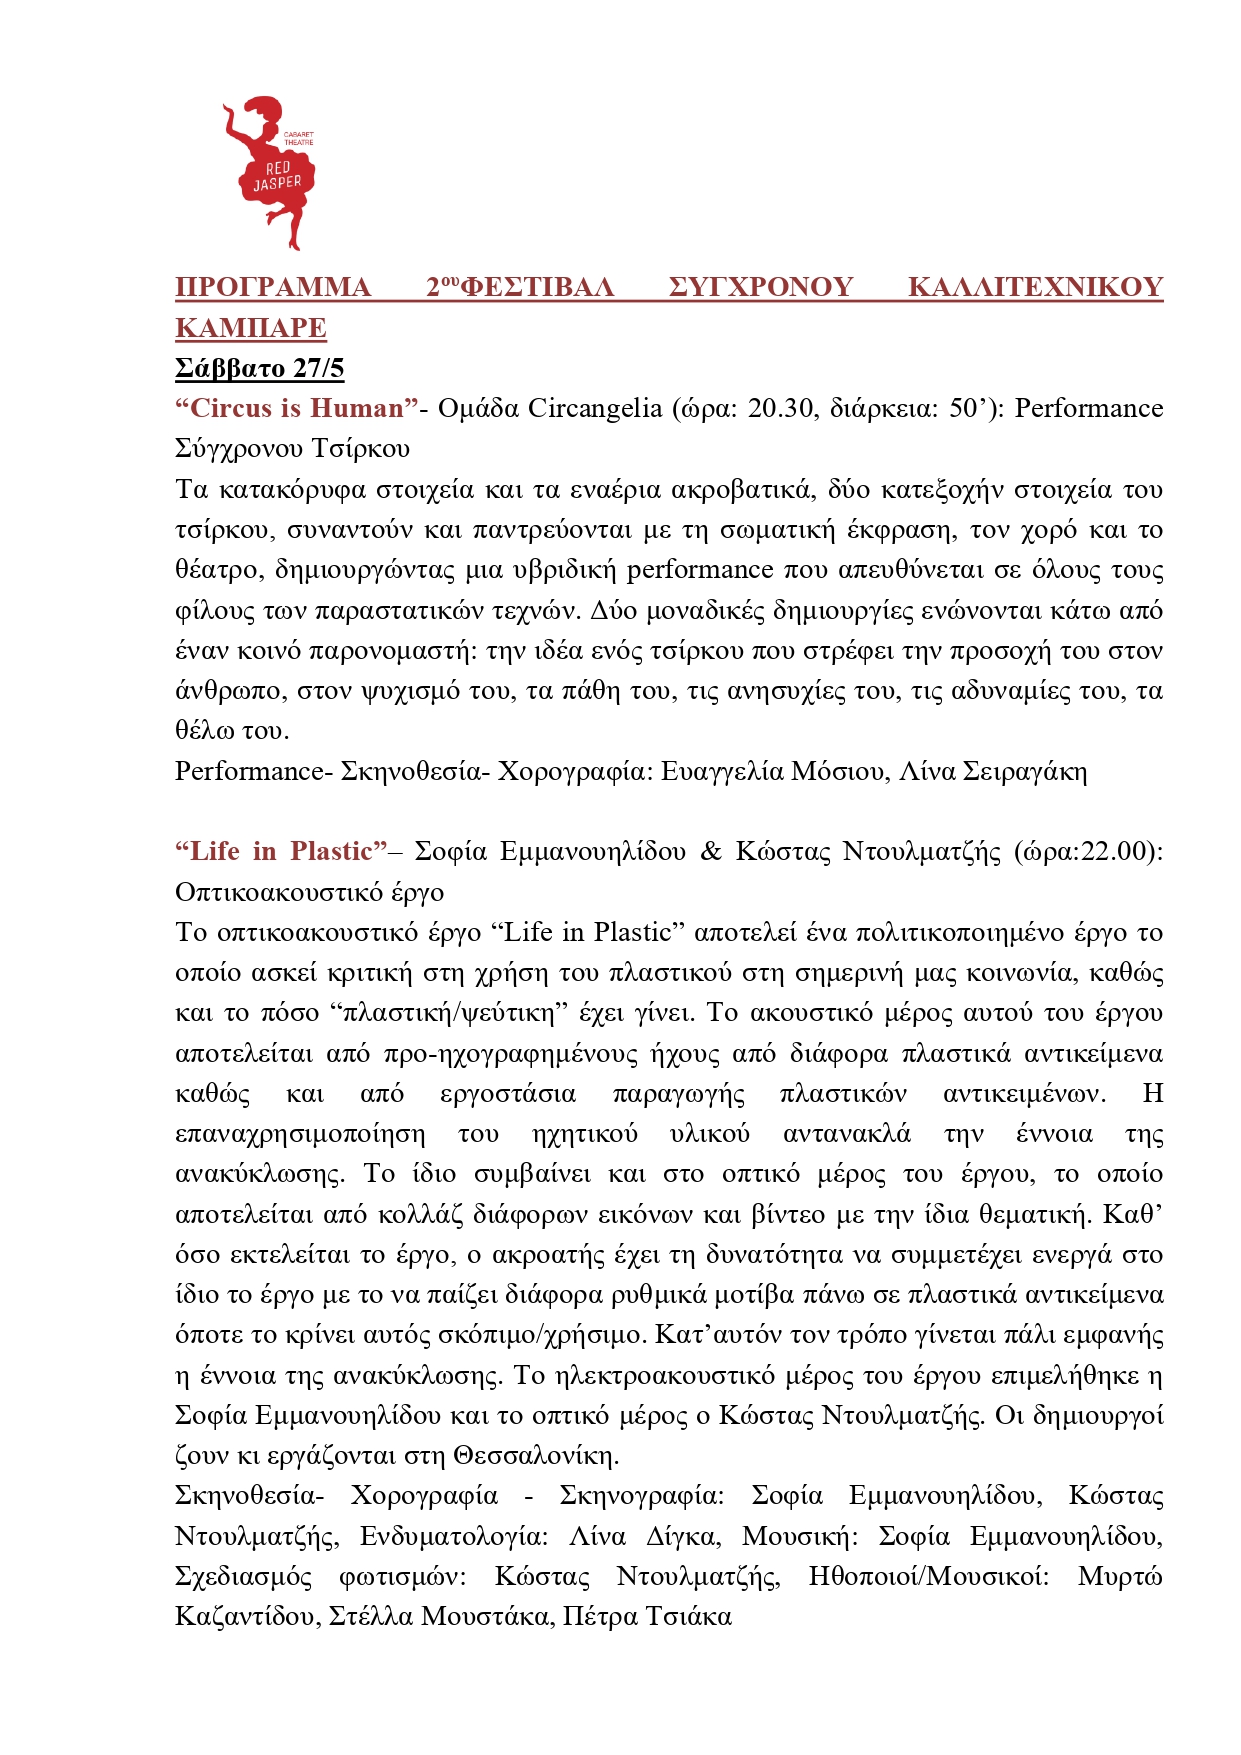 CABARET
THEATRE
RED
JASPER
ΠΡΟΓΡΑΜΜΑ 2ουΦΕΣΤΙΒΑΛ ΣΥΓΧΡΟΝΟΥ ΚΑΛΛΙΤΕΧΝΙΚΟΥ
ΚΑΜΠΑΡΕ
Σάββατο 27/5
“Circus is Human”- Ομάδα Circangelia (ώρα: 20.30, διάρκεια: 50’): Performance
Σύγχρονου Τσίρκου
Τα κατακόρυφα στοιχεία και τα εναέρια ακροβατικά, δύο κατεξοχήν στοιχεία του
τσίρκου, συναντούν και παντρεύονται με τη σωματική έκφραση, τον χορό και το
θέατρο, δημιουργώντας μια υβριδική performance που απευθύνεται σε όλους τους
φίλους των παραστατικών τεχνών. Δύο μοναδικές δημιουργίες ενώνονται κάτω από
έναν κοινό παρονομαστή: την ιδέα ενός τσίρκου που στρέφει την προσοχή του στον
άνθρωπο, στον ψυχισμό του, τα πάθη του, τις ανησυχίες του, τις αδυναμίες του, τα
θέλω του.
Performance- Σκηνοθεσία- Χορογραφία: Ευαγγελία Μόσιου, Λίνα Σειραγάκη
“Life in Plastic”– Σοφία Εμμανουηλίδου & Κώστας Ντουλματζής (ώρα:22.00):
Οπτικοακουστικό έργο
Το οπτικοακουστικό έργο “Life in Plastic” αποτελεί ένα πολιτικοποιημένο έργο το
οποίο ασκεί κριτική στη χρήση του πλαστικού στη σημερινή μας κοινωνία, καθώς
και το πόσο “πλαστική/ψεύτικη” έχει γίνει. Το ακουστικό μέρος αυτού του έργου
αποτελείται από προ-ηχογραφημένους ήχους από διάφορα πλαστικά αντικείμενα
καθώς και από εργοστάσια παραγωγής πλαστικών αντικειμένων. Η
επαναχρησιμοποίηση του ηχητικού υλικού αντανακλά την έννοια της
ανακύκλωσης. Το ίδιο συμβαίνει και στο οπτικό μέρος του έργου, το οποίο
αποτελείται από κολλάζ διάφορων εικόνων και βίντεο με την ίδια θεματική. Καθ’
όσο εκτελείται το έργο, ο ακροατής έχει τη δυνατότητα να συμμετέχει ενεργά στο
ίδιο το έργο με το να παίζει διάφορα ρυθμικά μοτίβα πάνω σε πλαστικά αντικείμενα
όποτε το κρίνει αυτός σκόπιμο/χρήσιμο. Κατ’αυτόν τον τρόπο γίνεται πάλι εμφανής
η έννοια της ανακύκλωσης. Το ηλεκτροακουστικό μέρος του έργου επιμελήθηκε η
Σοφία Εμμανουηλίδου και το οπτικό μέρος ο Κώστας Ντουλματζής. Οι δημιουργοί
ζουν κι εργάζονται στη Θεσσαλονίκη.
Σκηνοθεσία- Χορογραφία - Σκηνογραφία: Σοφία Εμμανουηλίδου, Κώστας
Ντουλματζής, Ενδυματολογία: Λίνα Δίγκα, Μουσική: Σοφία Εμμανουηλίδου,
Σχεδιασμός φωτισμών: Κώστας Ντουλματζής, Ηθοποιοί/Μουσικοί: Μυρτώ
Καζαντίδου, Στέλλα Μουστάκα, Πέτρα Τσιάκα